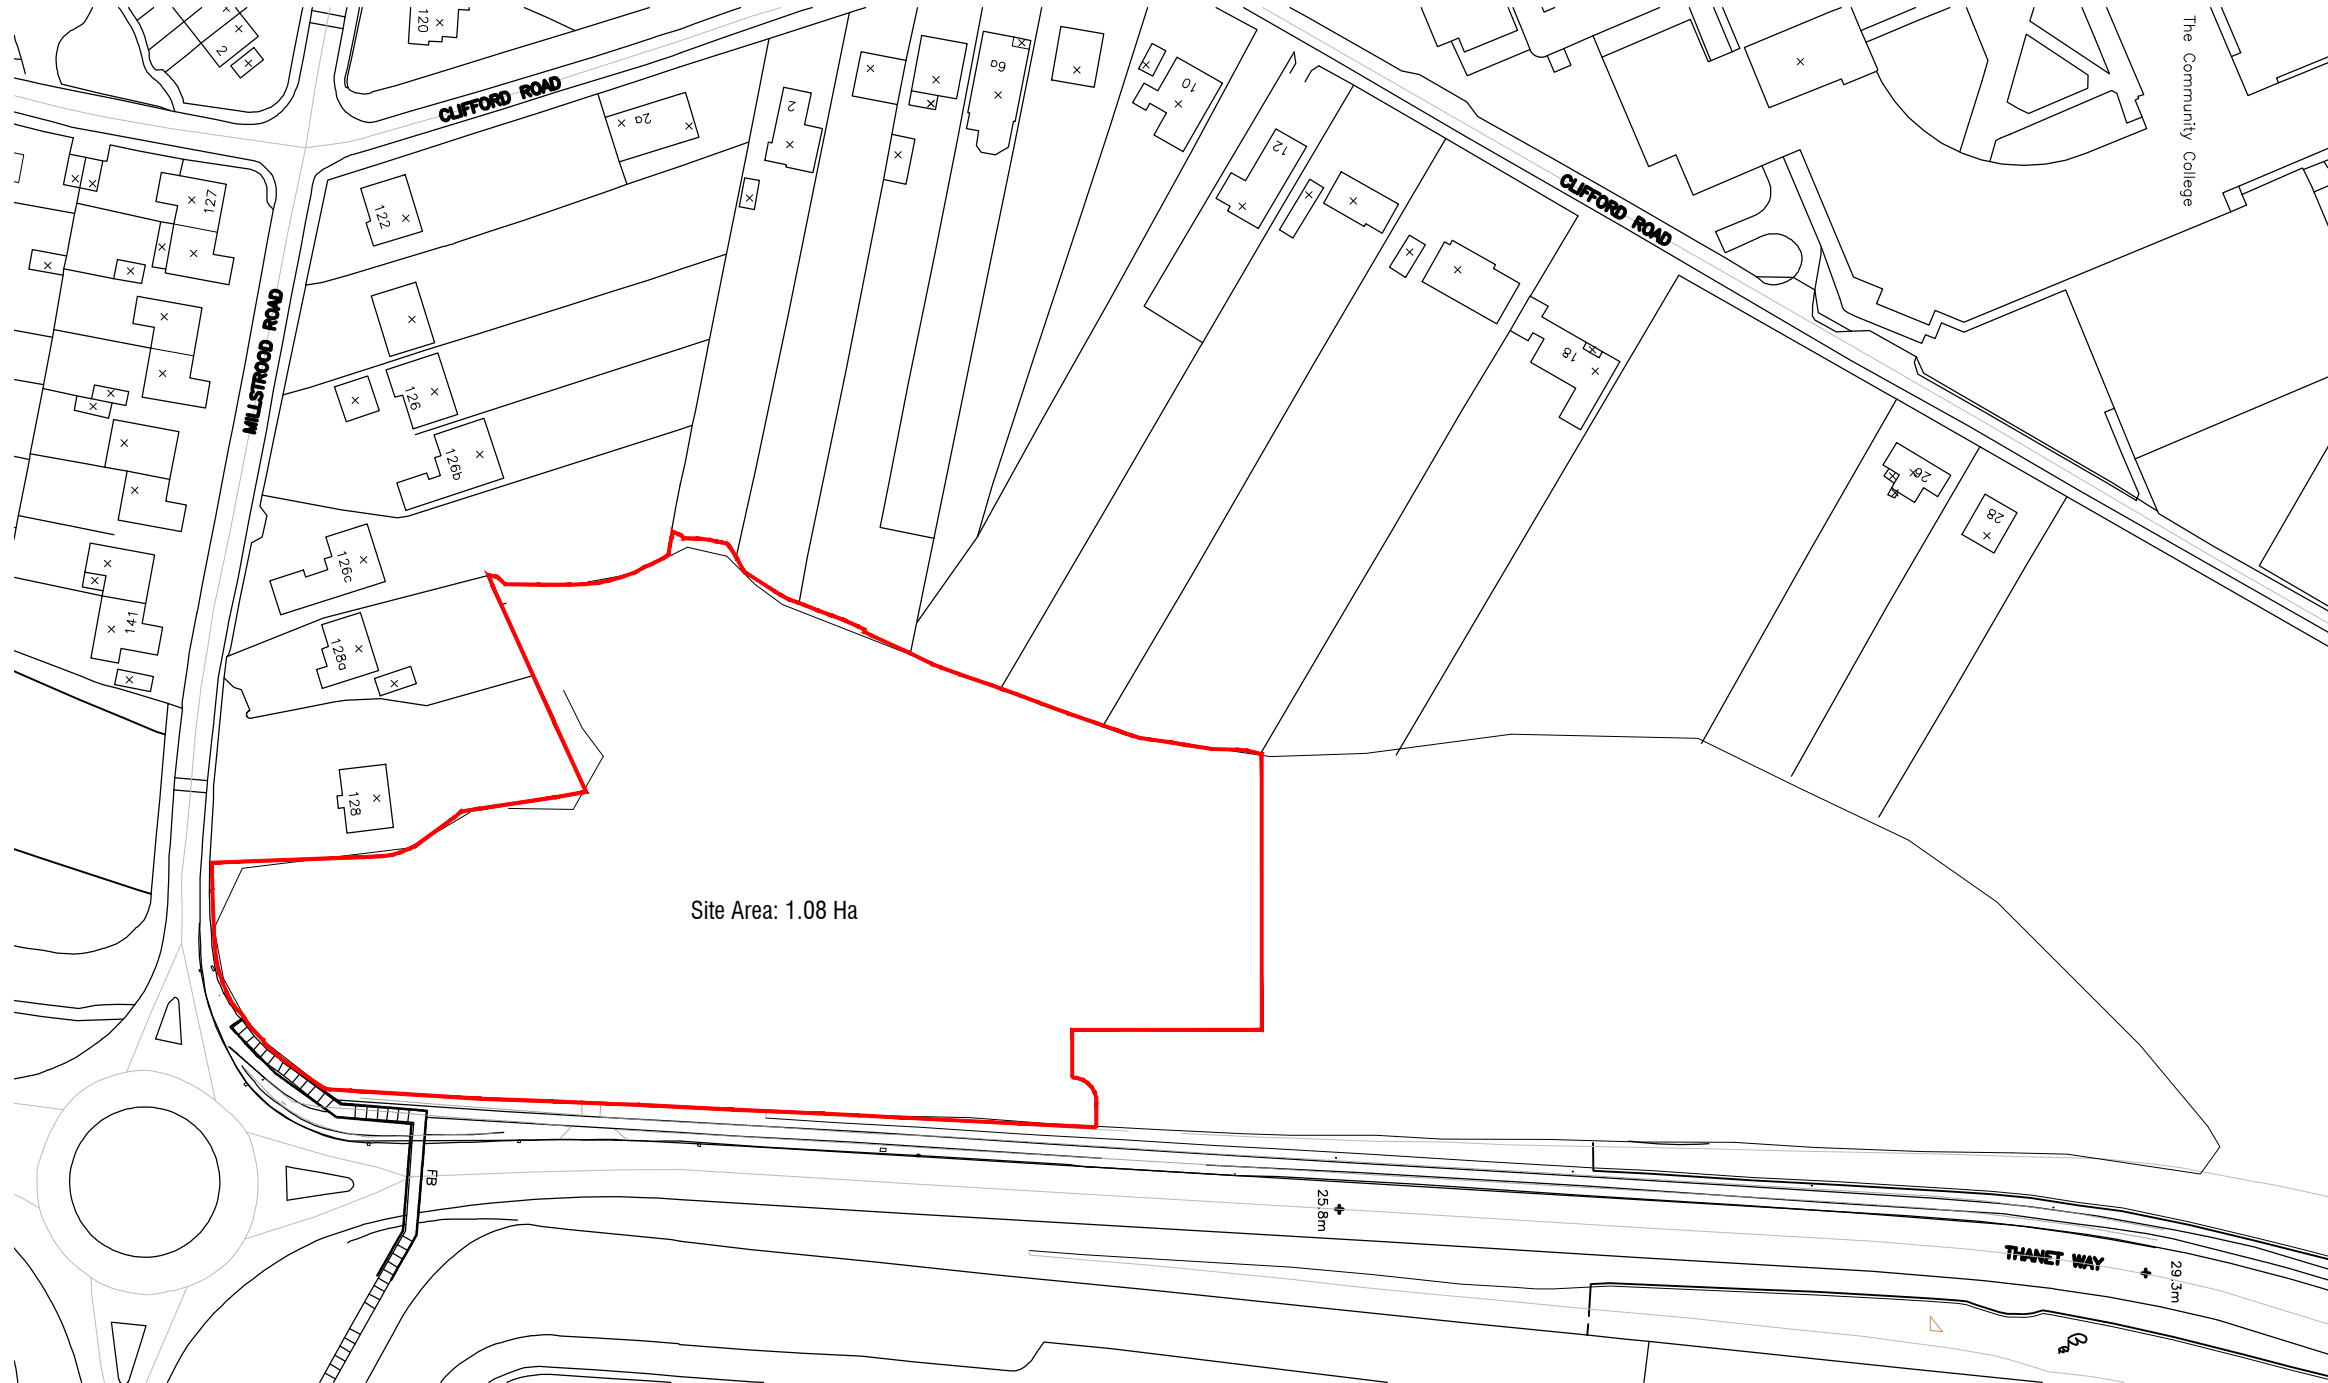 120
2
CLIFFORD ROAD
2a
2
6a
10
The Community College
127
122
12
CLIFFORD ROAD
MILLSTROOD ROAD
18
126
126b
26
28
126c
141
128a
128
Site Area: 1.08 Ha
FB
25.8m
THANET WAY
29.3m